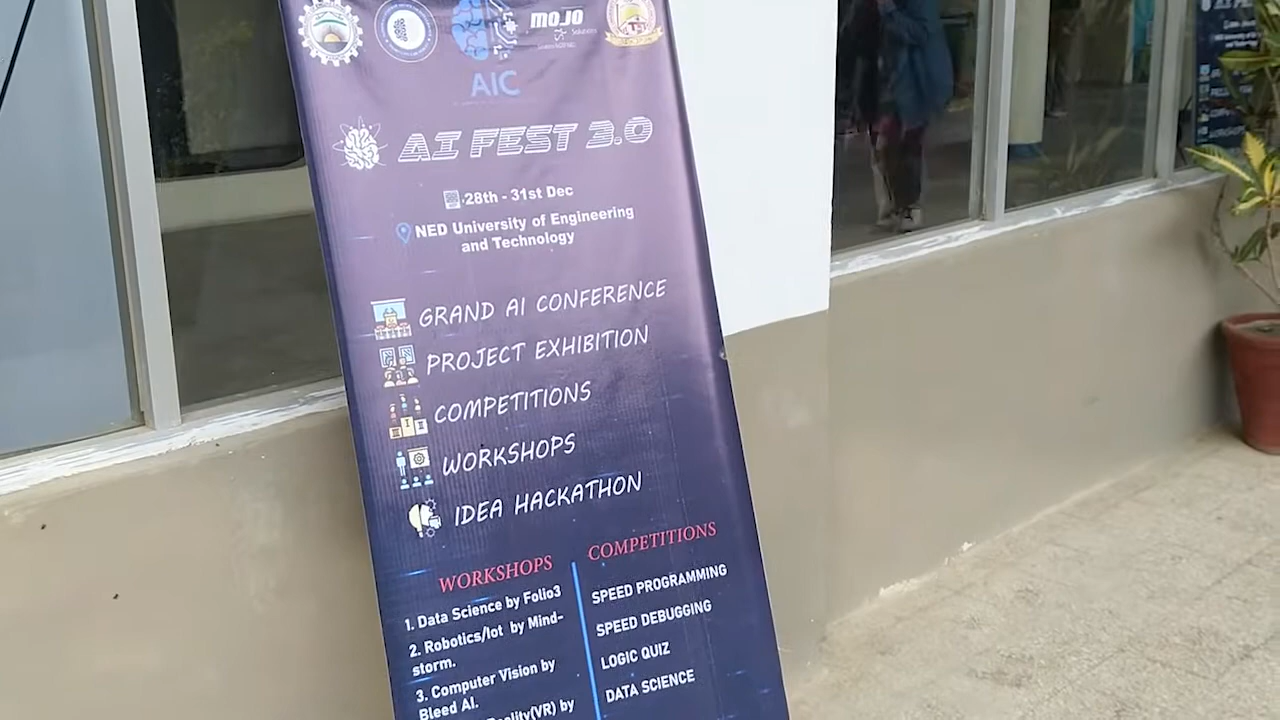 MOJO
Solutions
AIC
AI FEST 3.0
28th - 31st Dec
NED University of Engineering
and Technology
GRAND AI CONFERENCE
PROJECT EXHIBITION
COMPETITIONS
WORKSHOPS
IDEA HACKATHON
WORKSHOPS
1. Data Science by Folio3
2. Robotics/Iot by Mind-
storm.
3. Computer Vision by
Bleed AI.
Reality(VR) by
COMPETITIONS
SPEED PROGRAMMING
SPEED DEBUGGING
LOGIC QUIZ
DATA SCIENCE